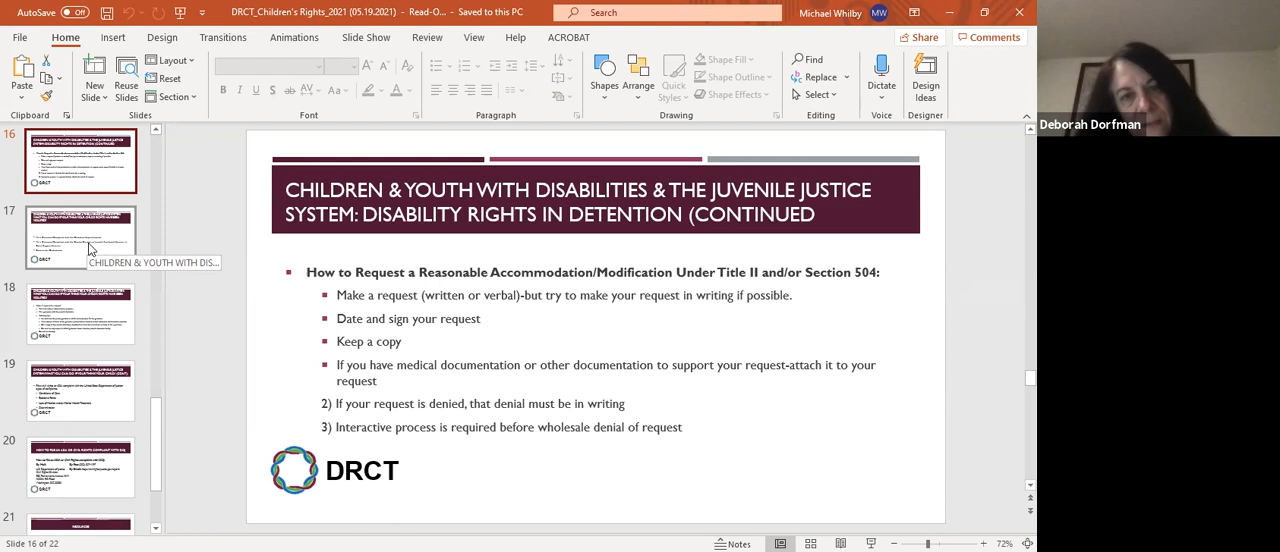 AutoSave Off DRCT_Children's Rights_2021 (05.19.2021) - Read-O... - Saved to this PC Search Michael Whilby MW
File Home Insert Design Transitions Animations Slide Show Review View Help ACROBAT Share Comments
Paste New Slide Reuse Slides Layout Reset Section Shapes Arrange Quick Styles Shape Fill Shape Outline Shape Effects Find Replace Select Dictate Design Ideas
Clipboard Slides Font Paragraph Drawing Editing Voice Designer
Deborah Dorfman
16
17
CHILDREN & YOUTH WITH DIS...
18
19
20
21
CHILDREN & YOUTH WITH DISABILITIES & THE JUVENILE JUSTICE
SYSTEM: DISABILITY RIGHTS IN DETENTION (CONTINUED
How to Request a Reasonable Accommodation/Modification Under Title II and/or Section 504:
Make a request (written or verbal)-but try to make your request in writing if possible.
Date and sign your request
Keep a copy
If you have medical documentation or other documentation to support your request-attach it to your
request
2) If your request is denied, that denial must be in writing
3) Interactive process is required before wholesale denial of request
DRCT
Slide 16 of 22 Notes 72%